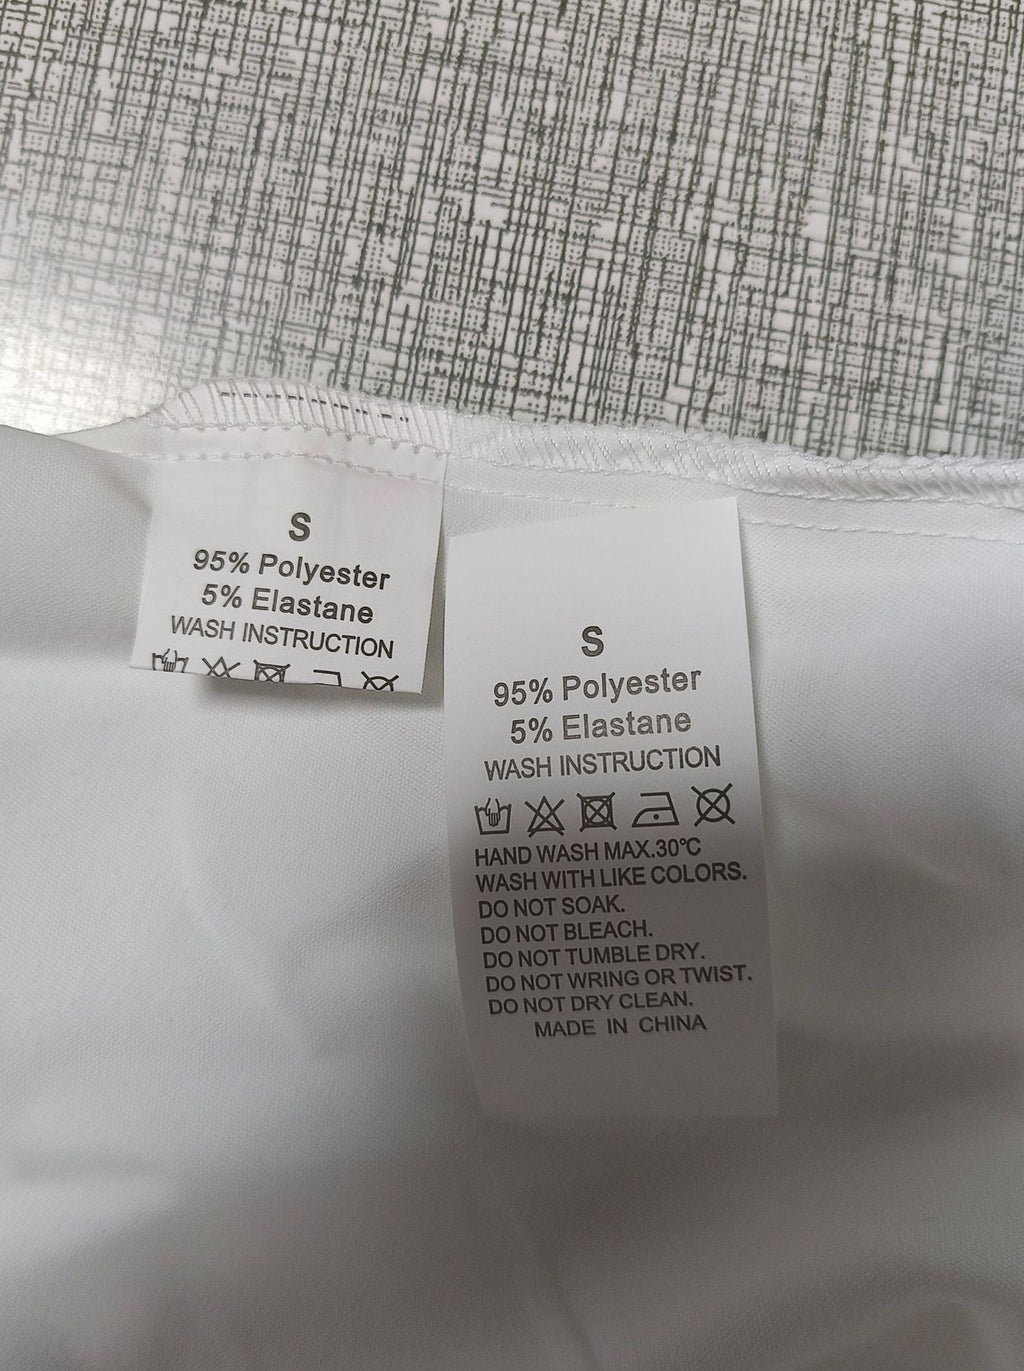 S
95% Polyester
5% Elastane
WASH INSTRUCTION
S
95% Polyester
5% Elastane
WASH INSTRUCTION
HAND WASH MAX.30℃
WASH WITH LIKE COLORS.
DO NOT SOAK.
DO NOT BLEACH.
DO NOT TUMBLE DRY.
DO NOT WRING OR TWIST.
DO NOT DRY CLEAN.
MADE IN CHINA